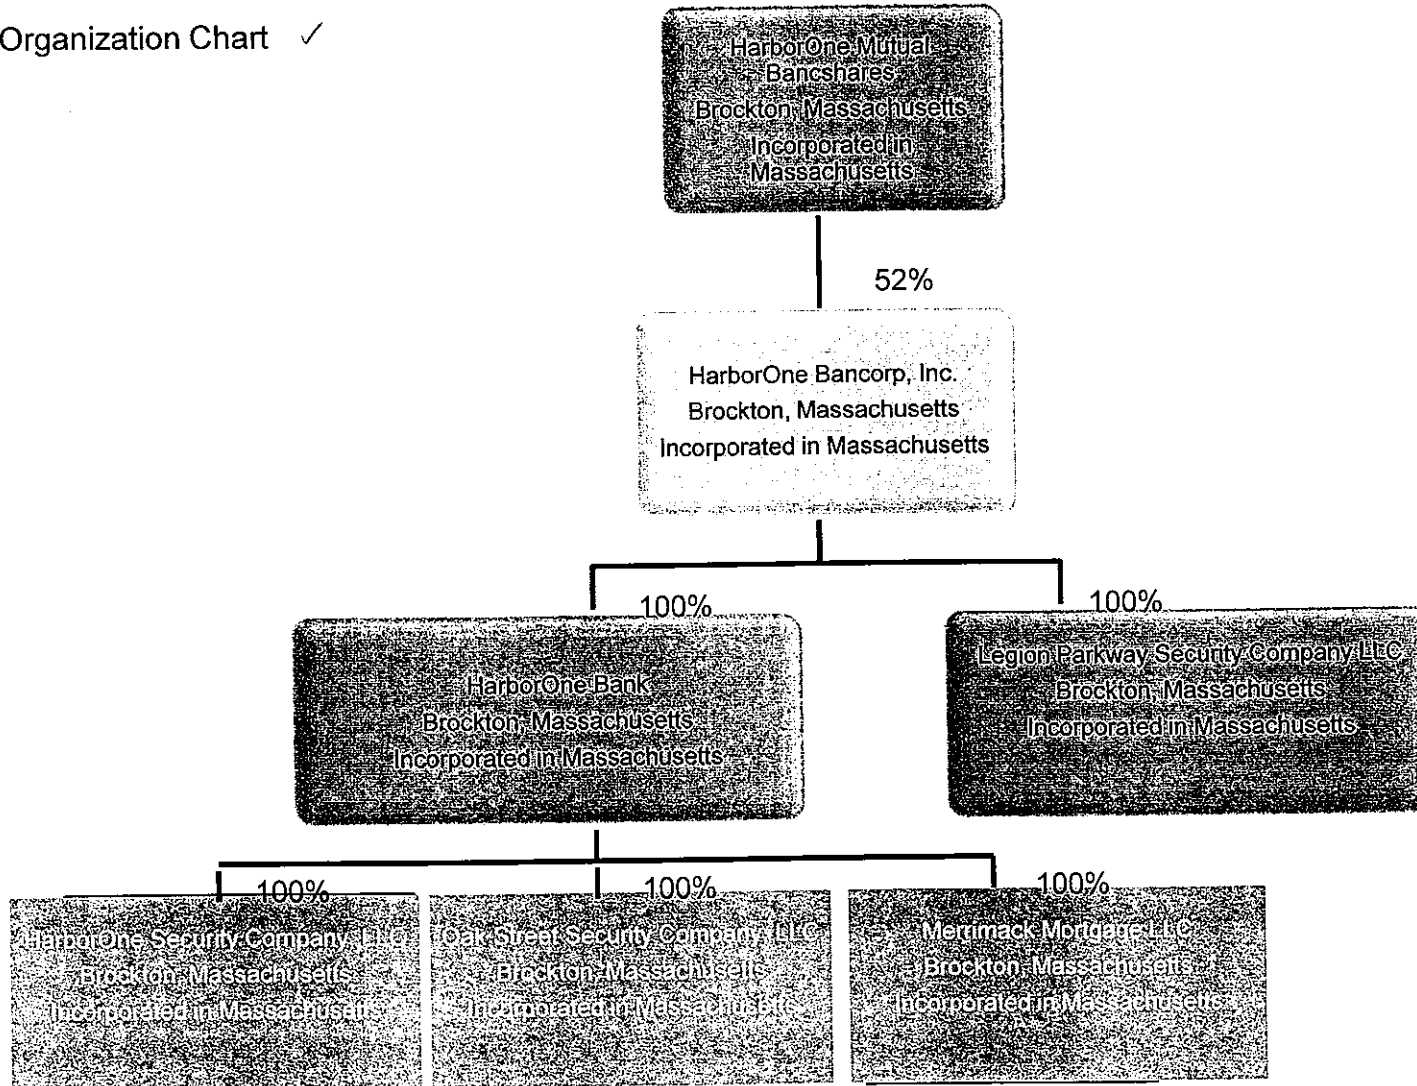 Organization Chart ✓
HarborOne Mutual
Bancshares
Brockton, Massachusetts
Incorporated in
Massachusetts
52%
HarborOne Bancorp, Inc.
Brockton, Massachusetts
Incorporated in Massachusetts
100%
100%
HarborOne Bank
Brockton, Massachusetts
Incorporated in Massachusetts
Legion Parkway Security Company LLC
Brockton, Massachusetts
Incorporated in Massachusetts
100%
100%
100%
HarborOne Security Company, LLC
Brockton, Massachusetts
Incorporated in Massachusetts
Oak Street Security Company, LLC
Brockton, Massachusetts
Incorporated in Massachusetts
Merrimack Mortgage LLC
Brockton, Massachusetts
Incorporated in Massachusetts